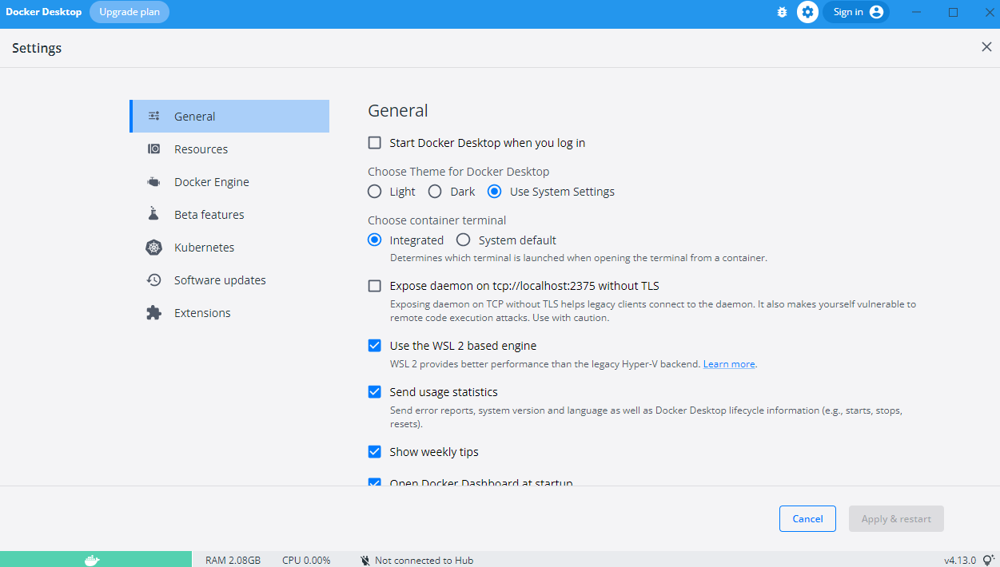 Docker Desktop Upgrade plan Sign in
Settings
General
Resources
Docker Engine
Beta features
Kubernetes
Software updates
Extensions
General
Start Docker Desktop when you log in
Choose Theme for Docker Desktop
Light Dark Use System Settings
Choose container terminal
Integrated System default
Determines which terminal is launched when opening the terminal from a container.
Expose daemon on tcp://localhost:2375 without TLS
Exposing daemon on TCP without TLS helps legacy clients connect to the daemon. It also makes yourself vulnerable to
remote code execution attacks. Use with caution.
Use the WSL 2 based engine
WSL 2 provides better performance than the legacy Hyper-V backend. Learn more.
Send usage statistics
Send error reports, system version and language as well as Docker Desktop lifecycle information (e.g., starts, stops,
resets).
Show weekly tips
Open Docker Dashboard at startup
Cancel Apply & restart
RAM 2.08GB CPU 0.00% Not connected to Hub v4.13.0